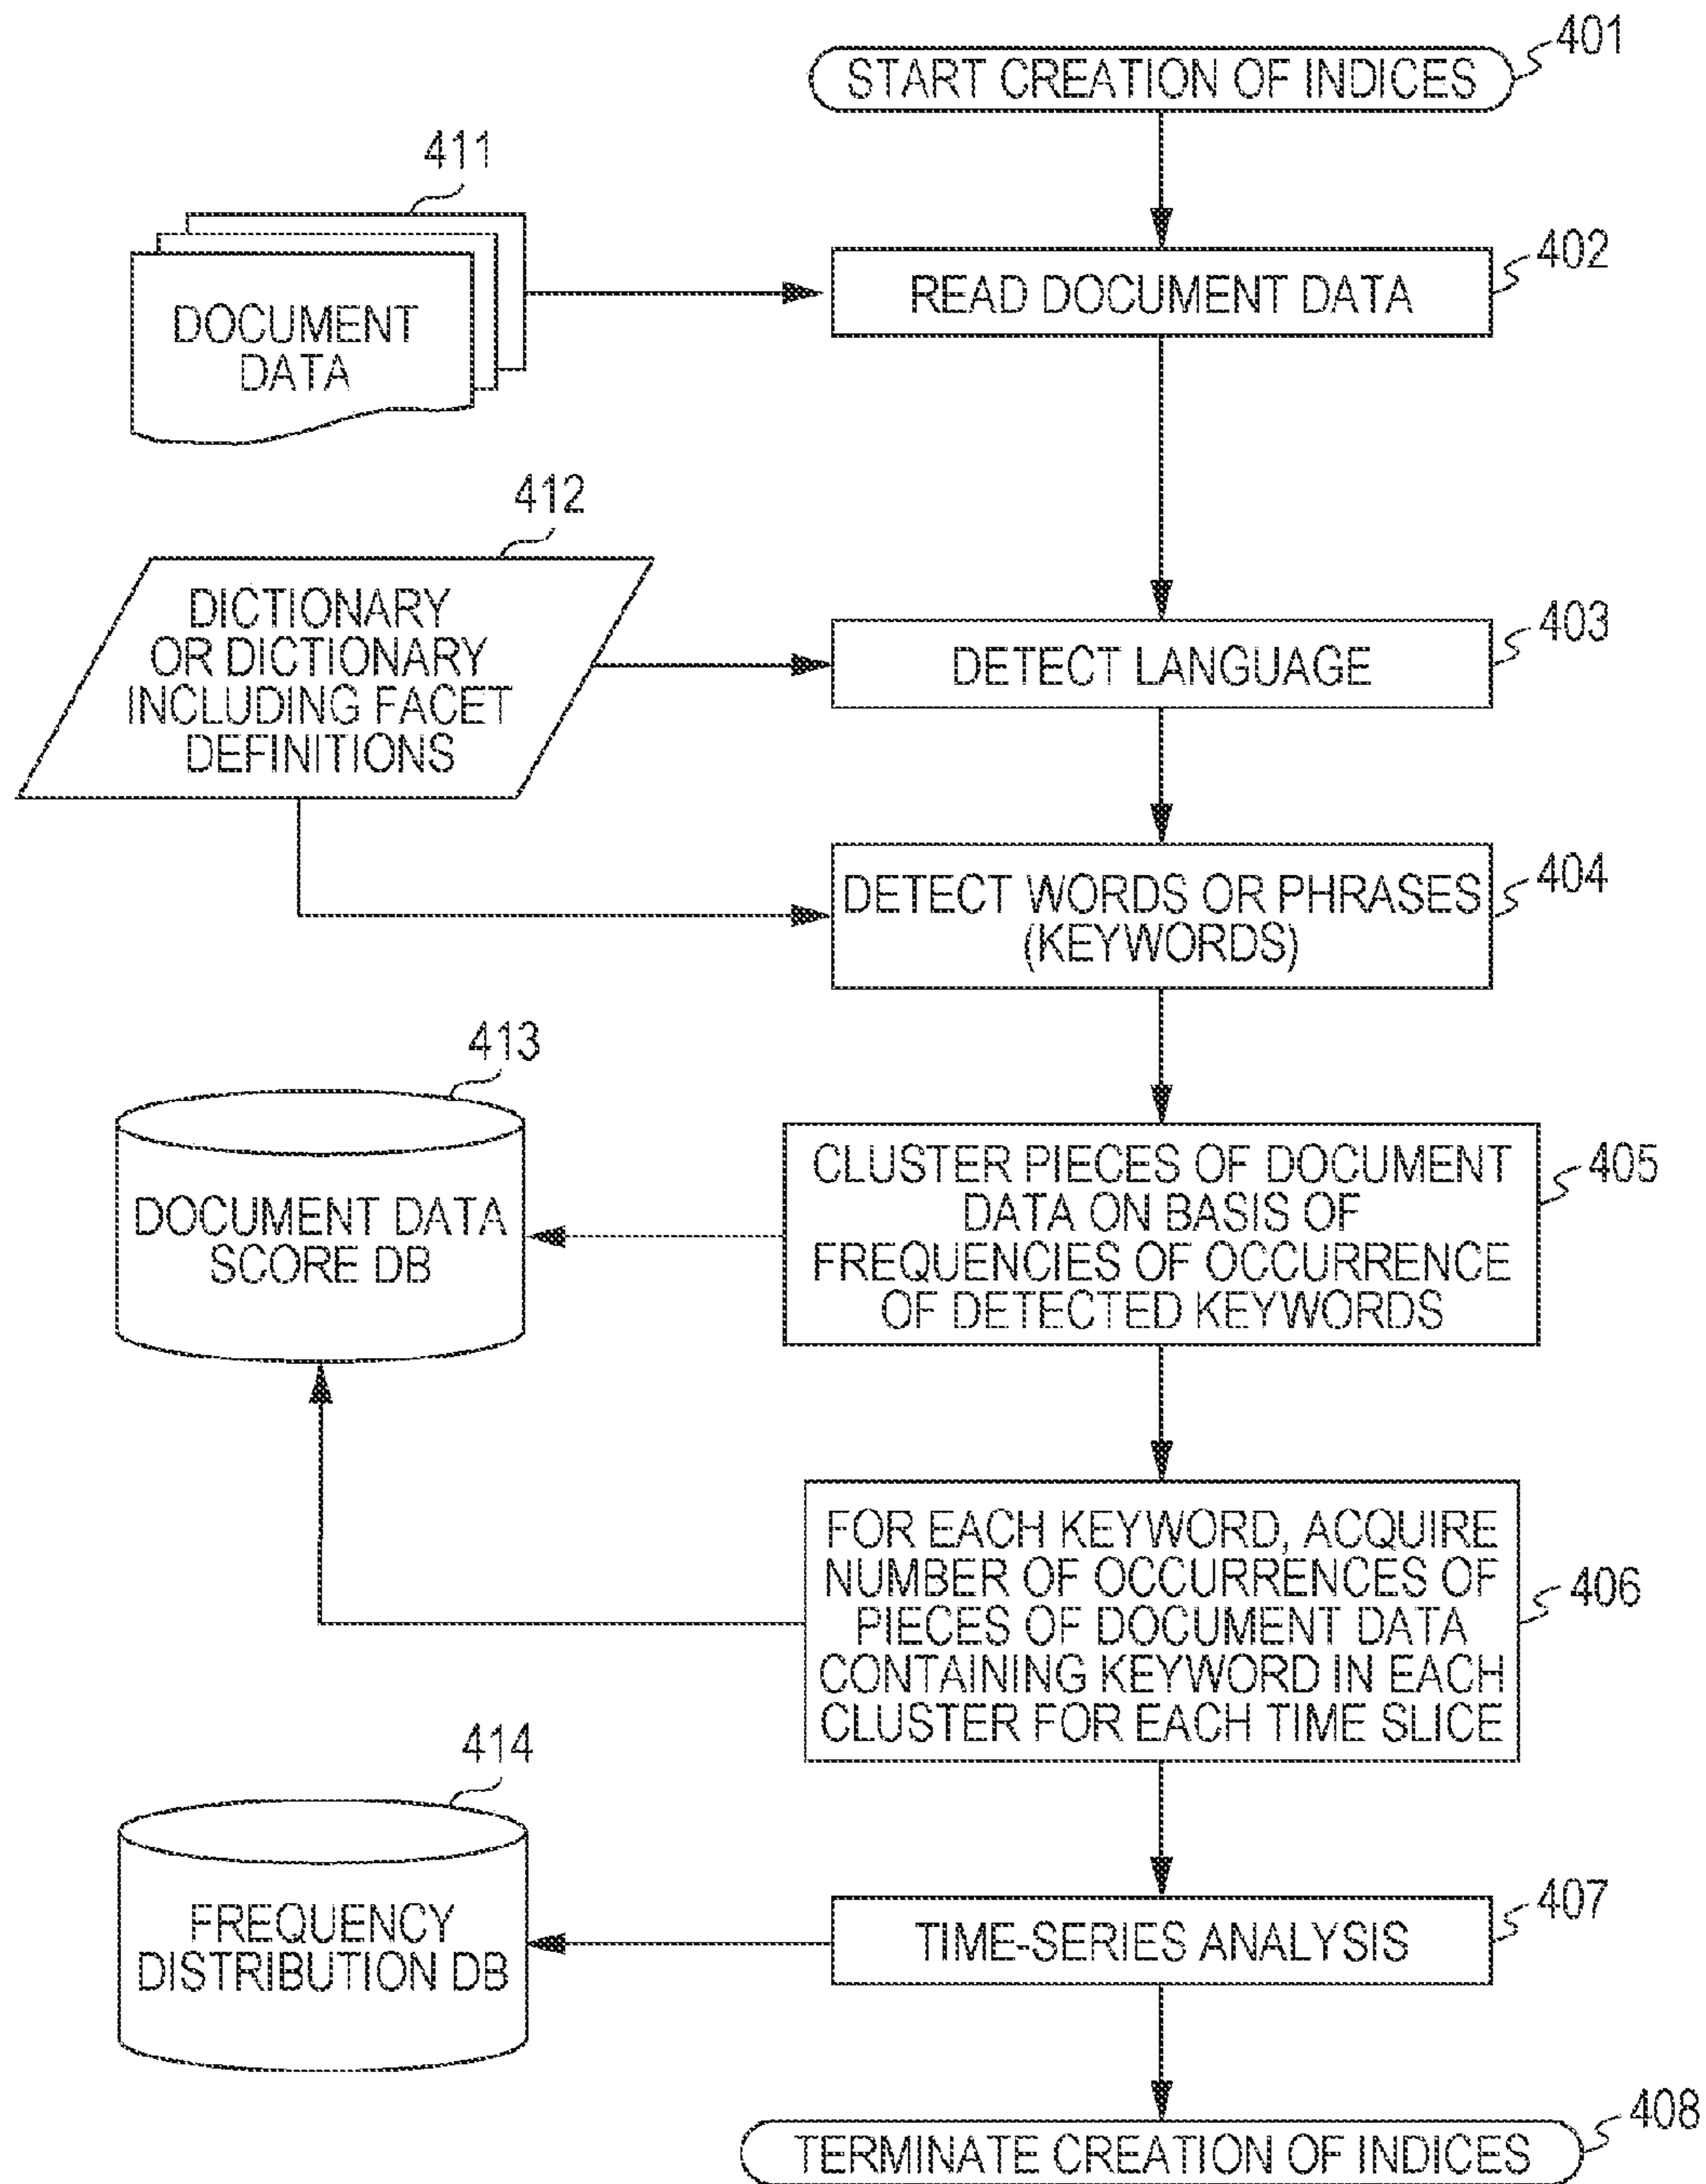 401
START CREATION OF INDICES
411
DOCUMENT
DATA
402
READ DOCUMENT DATA
412
DICTIONARY
OR DICTIONARY
INCLUDING FACET
DEFINITIONS
403
DETECT LANGUAGE
404
DETECT WORDS OR PHRASES
(KEYWORDS)
413
DOCUMENT DATA
SCORE DB
405
CLUSTER PIECES OF DOCUMENT
DATA ON BASIS OF
FREQUENCIES OF OCCURRENCE
OF DETECTED KEYWORDS
406
FOR EACH KEYWORD, ACQUIRE
NUMBER OF OCCURRENCES OF
PIECES OF DOCUMENT DATA
CONTAINING KEYWORD IN EACH
CLUSTER FOR EACH TIME SLICE
414
FREQUENCY
DISTRIBUTION DB
407
TIME-SERIES ANALYSIS
408
TERMINATE CREATION OF INDICES